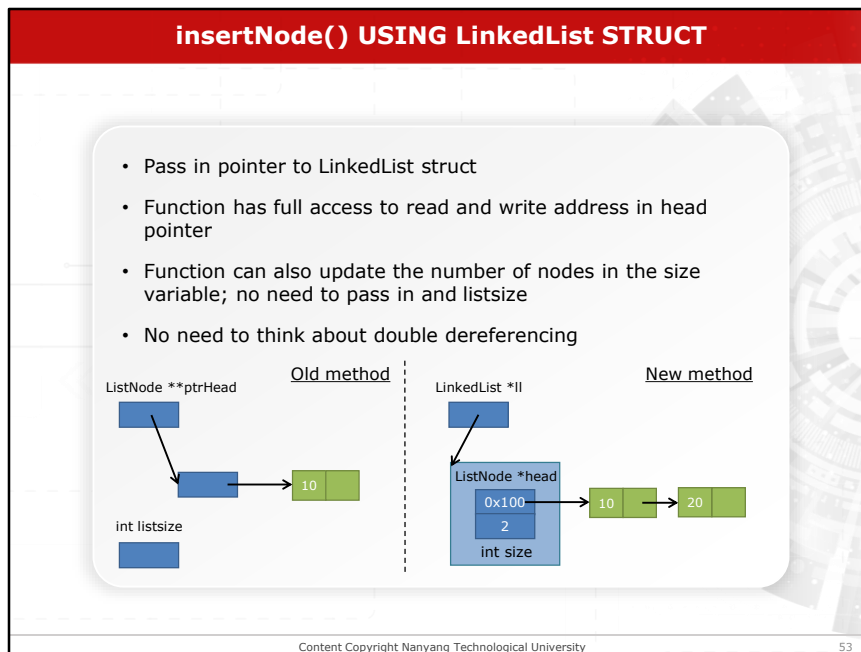 insertNode() USING LinkedList STRUCT
• Pass in pointer to LinkedList struct
• Function has full access to read and write address in head
pointer
• Function can also update the number of nodes in the size
variable; no need to pass in and listsize
• No need to think about double dereferencing
Old method
ListNode **ptrHead
10
int listsize
New method
LinkedList *ll
ListNode *head
0x100
2
int size
10
20
Content Copyright Nanyang Technological University
53